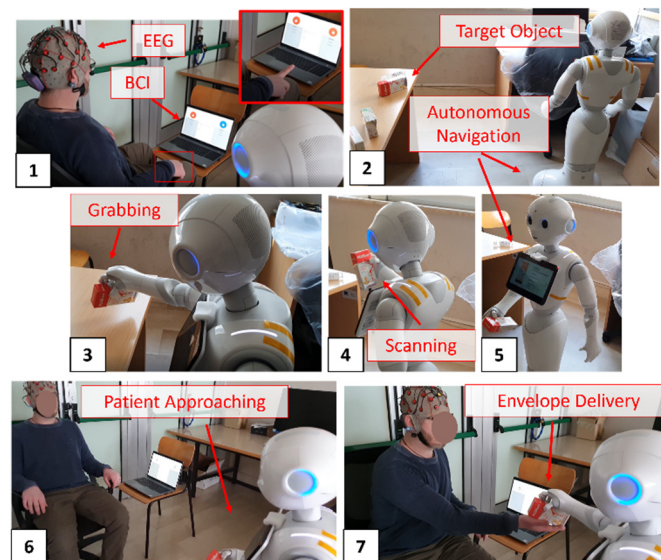 EEG
BCI
1
Target Object
Autonomous
Navigation
2
Grabbing
3
Scanning
4
5
Patient Approaching
6
Envelope Delivery
7